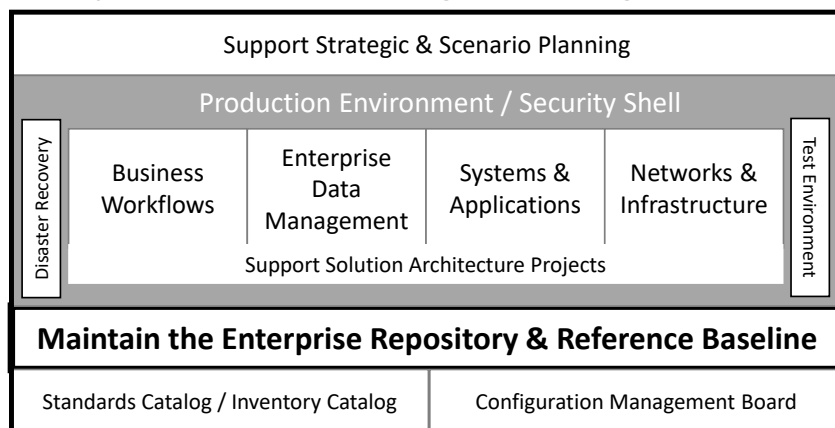 Support Strategic & Scenario Planning
Production Environment / Security Shell
Disaster Recovery
Business
Workflows
Enterprise
Data
Management
Systems &
Applications
Networks &
Infrastructure
Test Environment
Support Solution Architecture Projects
Maintain the Enterprise Repository & Reference Baseline
Standards Catalog / Inventory Catalog
Configuration Management Board